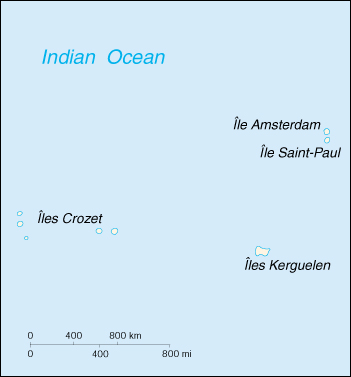 Indian Ocean
Île Amsterdam
Île Saint-Paul
Îles Crozet
Îles Kerguelen
0 400 800 km
0 400 800 mi